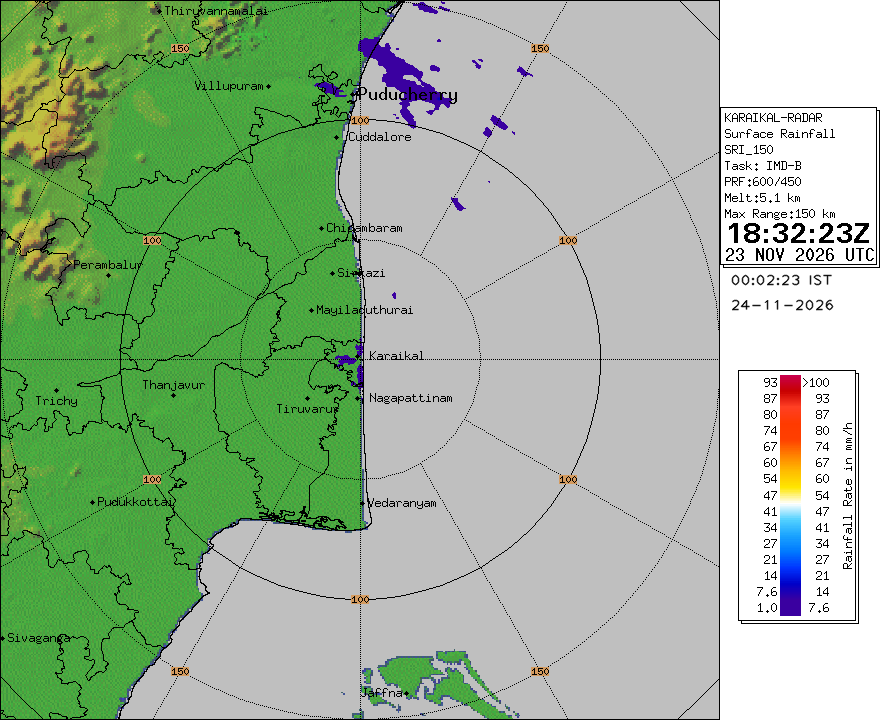 Thiruvannamalai
150
150
Villupuram
Puducherry
100
Cuddalore
Chidambaram
100
100
Perambalur
Sirkazi
Mayiladuthurai
Karaikal
Thanjavur
Trichy
Tiruvarur
Nagapattinam
100
100
Pudukkottai
Vedaranyam
100
Sivaganga
150
150
Jaffna
KARAIKAL-RADAR
Surface Rainfall
SRI_150
Task: IMD-B
PRF:600/450
Melt:5.1 km
Max Range:150 km
18:32:23Z
23 NOV 2026 UTC
00:02:23 IST
24-11-2026
93 >100
87 93
80 87
74 80
67 74
60 67
54 60
47 54
41 47
34 41
27 34
21 27
14 21
7.6 14
1.0 7.6
Rainfall Rate in mm/h